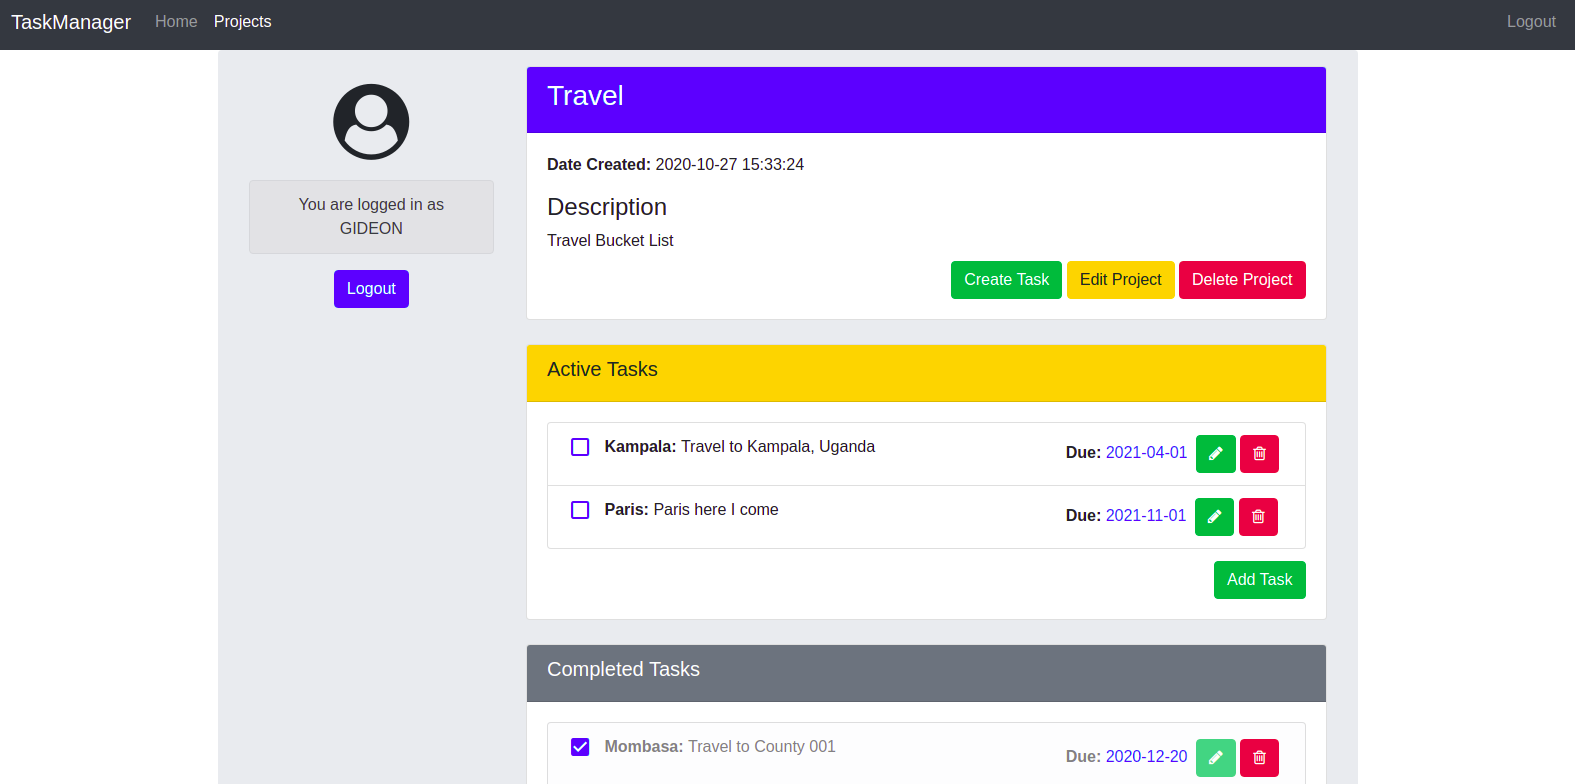 TaskManager Home Projects Logout
You are logged in as
GIDEON
Logout
Travel
Date Created: 2020-10-27 15:33:24
Description
Travel Bucket List
Create Task Edit Project Delete Project
Active Tasks
Kampala: Travel to Kampala, Uganda Due: 2021-04-01
Paris: Paris here I come Due: 2021-11-01
Add Task
Completed Tasks
Mombasa: Travel to County 001 Due: 2020-12-20